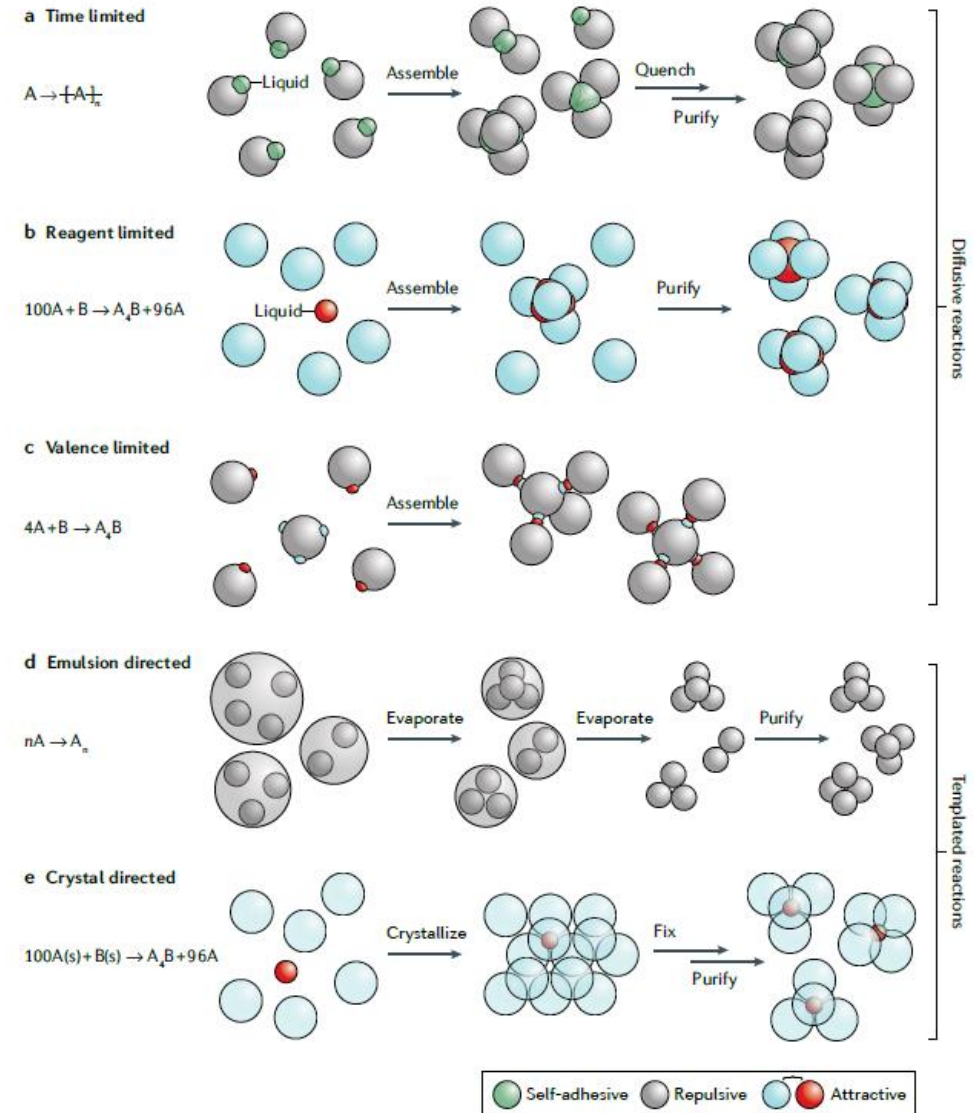 a Time limited
A → ⁅A⁆ₙ
Liquid
Assemble
Quench
Purify
b Reagent limited
100A + B → A₄B + 96A
Liquid
Assemble
Purify
Diffusive reactions
c Valence limited
4A + B → A₄B
Assemble
d Emulsion directed
nA → Aₙ
Evaporate
Evaporate
Purify
Templated reactions
e Crystal directed
100A(s) + B(s) → A₄B + 96A
Crystallize
Fix
Purify
Self-adhesive
Repulsive
Attractive